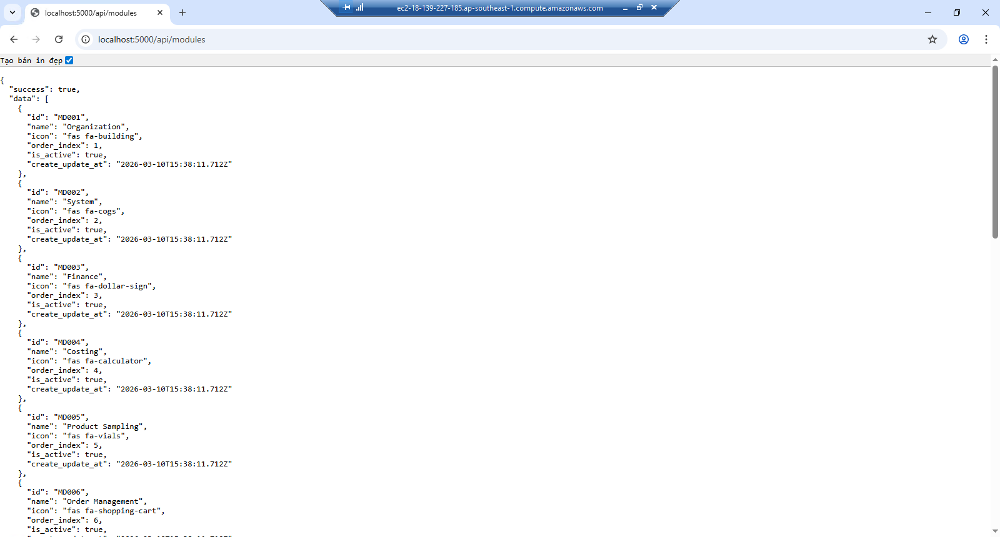 localhost:5000/api/modules
ec2-18-139-227-185.ap-southeast-1.compute.amazonaws.com
localhost:5000/api/modules
Tạo bản in đẹp
{
"success": true,
"data": [
{
"id": "MD001",
"name": "Organization",
"icon": "fas fa-building",
"order_index": 1,
"is_active": true,
"create_update_at": "2026-03-10T15:38:11.712Z"
},
{
"id": "MD002",
"name": "System",
"icon": "fas fa-cogs",
"order_index": 2,
"is_active": true,
"create_update_at": "2026-03-10T15:38:11.712Z"
},
{
"id": "MD003",
"name": "Finance",
"icon": "fas fa-dollar-sign",
"order_index": 3,
"is_active": true,
"create_update_at": "2026-03-10T15:38:11.712Z"
},
{
"id": "MD004",
"name": "Costing",
"icon": "fas fa-calculator",
"order_index": 4,
"is_active": true,
"create_update_at": "2026-03-10T15:38:11.712Z"
},
{
"id": "MD005",
"name": "Product Sampling",
"icon": "fas fa-vials",
"order_index": 5,
"is_active": true,
"create_update_at": "2026-03-10T15:38:11.712Z"
},
{
"id": "MD006",
"name": "Order Management",
"icon": "fas fa-shopping-cart",
"order_index": 6,
"is_active": true,